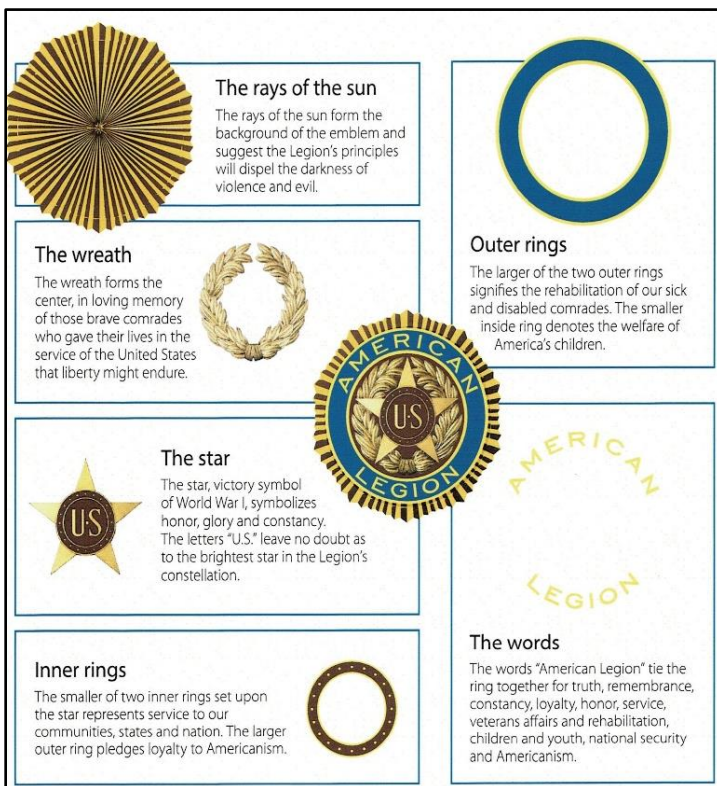 The rays of the sun
The rays of the sun form the
background of the emblem and
suggest the Legion's principles
will dispel the darkness of
violence and evil.
The wreath
The wreath forms the
center, in loving memory
of those brave comrades
who gave their lives in the
service of the United States
that liberty might endure.
The star
The star, victory symbol
of World War I, symbolizes
honor, glory and constancy.
The letters "U.S." leave no doubt as
to the brightest star in the Legion's
constellation.
U·S
Inner rings
The smaller of two inner rings set upon
the star represents service to our
communities, states and nation. The larger
outer ring pledges loyalty to Americanism.
Outer rings
The larger of the two outer rings
signifies the rehabilitation of our sick
and disabled comrades. The smaller
inside ring denotes the welfare of
America's children.
AMERICAN
U·S
LEGION
AMERICAN
LEGION
The words
The words "American Legion" tie the
ring together for truth, remembrance,
constancy, loyalty, honor, service,
veterans affairs and rehabilitation,
children and youth, national security
and Americanism.